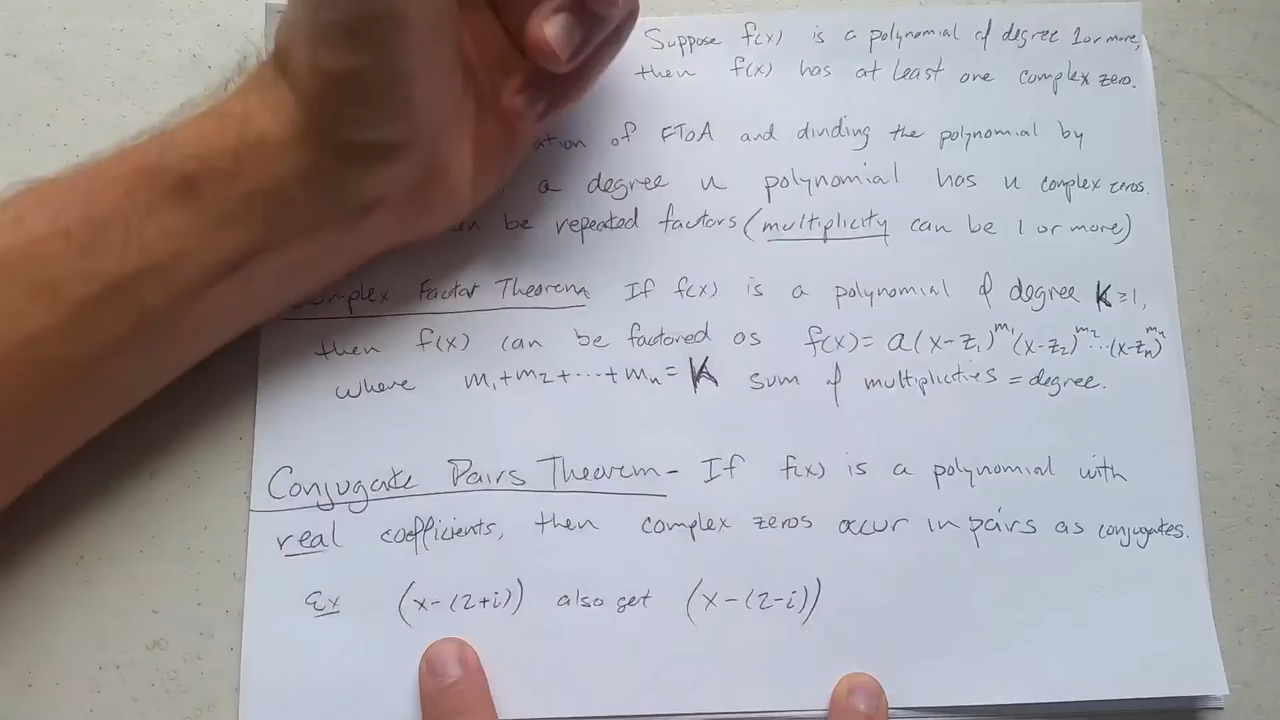 Suppose f(x) is a polynomial of degree 1 or more,
then f(x) has at least one complex zero.
ation of FToA and dividing the polynomial by
a degree n polynomial has n complex zeros.
be repeated factors (multiplicity can be 1 or more)
Complex Factor Theorem If f(x) is a polynomial of degree K ≥ 1,
then f(x) can be factored as f(x) = a(x-z₁)^m₁ (x-z₂)^m₂ ... (x-zₙ)^mₙ
where m₁+m₂+...+mₙ = K sum of multiplicities = degree.
Conjugate Pairs Theorem - If f(x) is a polynomial with
real coefficients, then complex zeros occur in pairs as conjugates.
Ex (x-(2+i)) also get (x-(2-i))